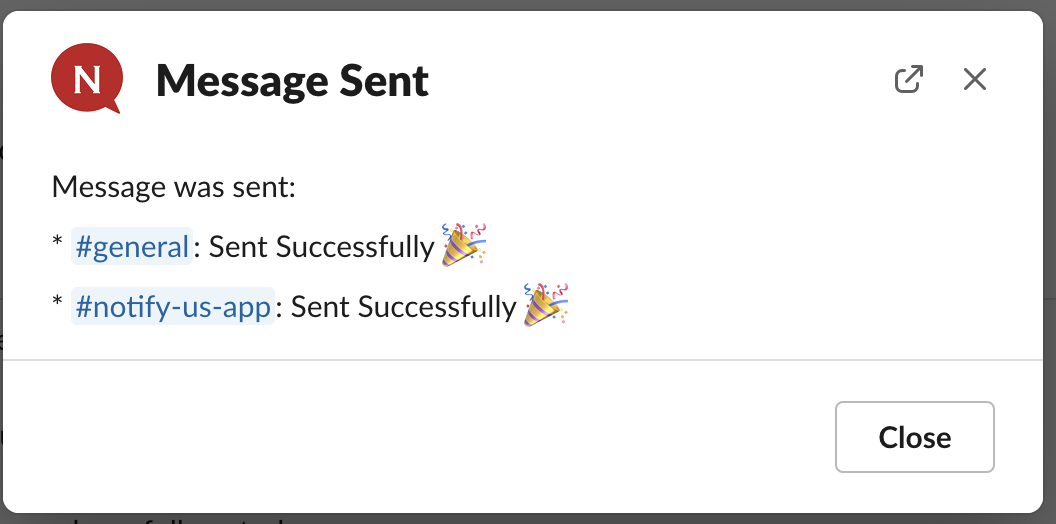 N
Message Sent
Message was sent:
* #general: Sent Successfully🎉
* #notify-us-app: Sent Successfully🎉
Close